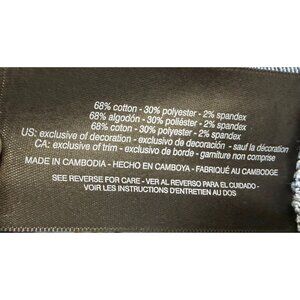 68% cotton - 30% polyester - 2% spandex
68% algodón - 30% poliéster - 2% spandex
68% coton - 30% polyester - 2% spandex
US: exclusive of decoration - exclusivo de decoración - sauf la décoration
CA: exclusive of trim - exclusivo de borde - garniture non comprise
MADE IN CAMBODIA - HECHO EN CAMBOYA - FABRIQUÉ AU CAMBODGE
SEE REVERSE FOR CARE - VER AL REVERSO PARA EL CUIDADO -
VOIR LES INSTRUCTIONS D'ENTRETIEN AU DOS